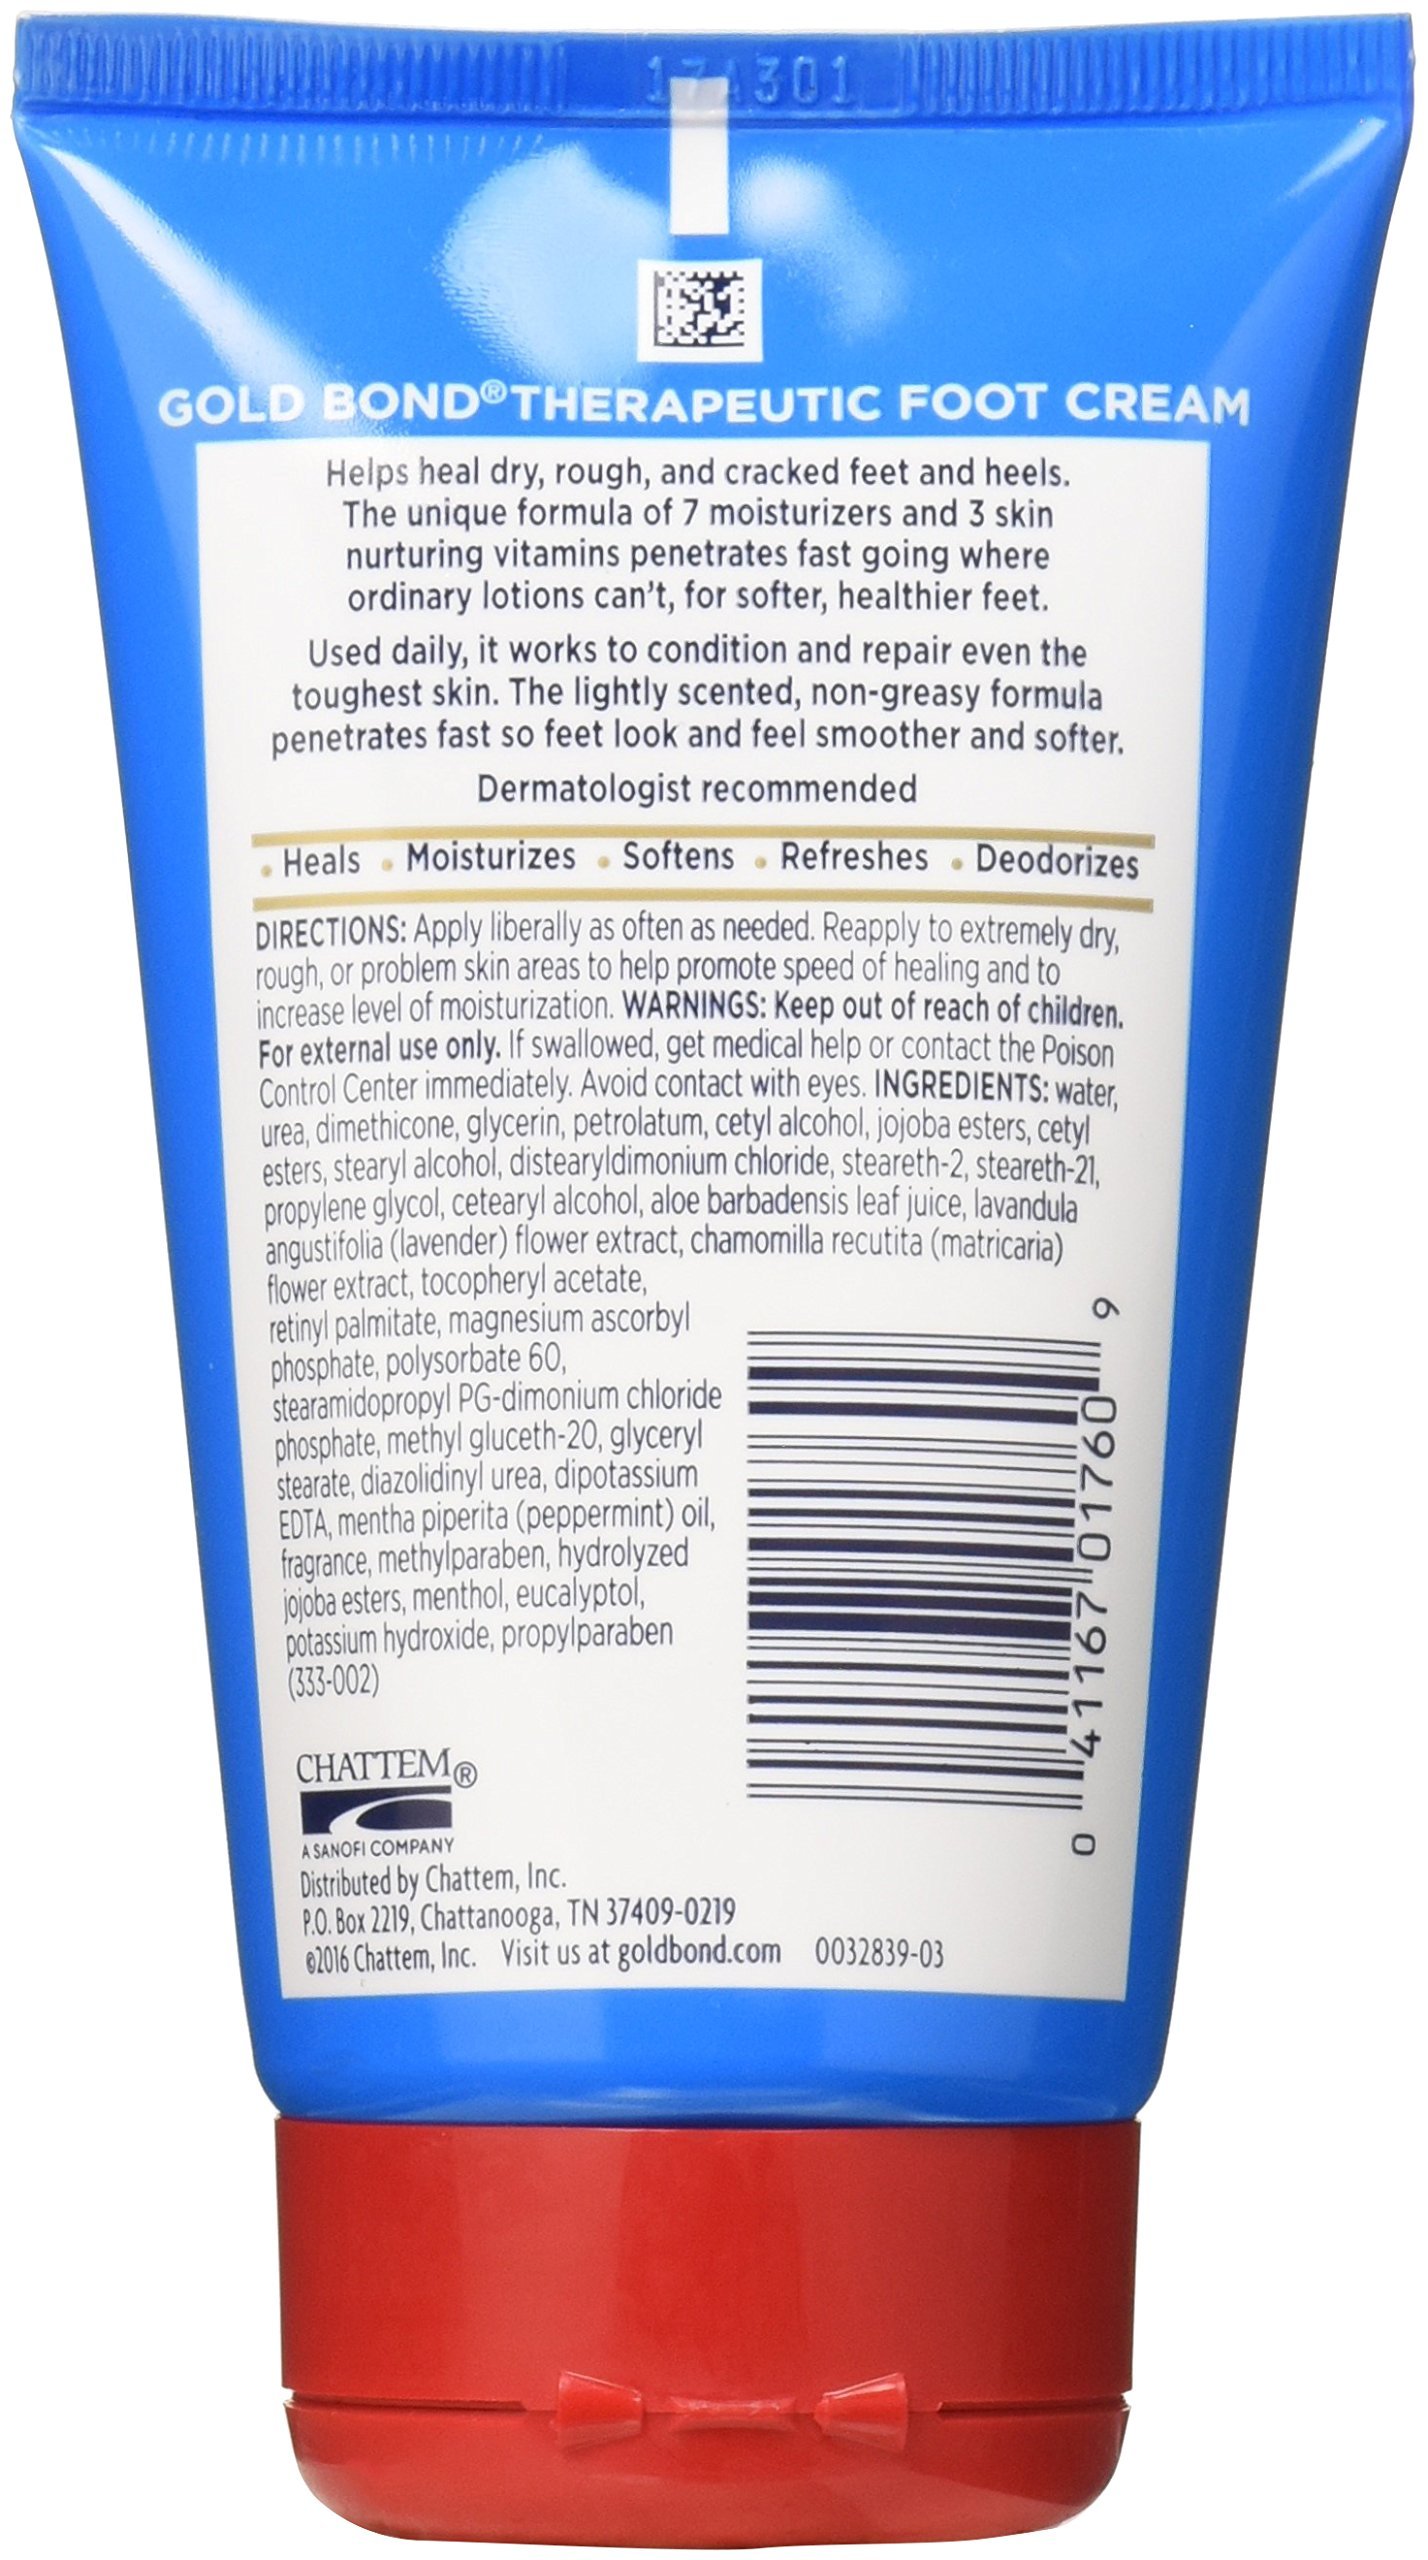 GOLD BOND® THERAPEUTIC FOOT CREAM
Helps heal dry, rough, and cracked feet and heels.
The unique formula of 7 moisturizers and 3 skin
nurturing vitamins penetrates fast going where
ordinary lotions can't, for softer, healthier feet.
Used daily, it works to condition and repair even the
toughest skin. The lightly scented, non-greasy formula
penetrates fast so feet look and feel smoother and softer.
Dermatologist recommended
• Heals • Moisturizes • Softens • Refreshes • Deodorizes
DIRECTIONS: Apply liberally as often as needed. Reapply to extremely dry,
rough, or problem skin areas to help promote speed of healing and to
increase level of moisturization. WARNINGS: Keep out of reach of children.
For external use only. If swallowed, get medical help or contact the Poison
Control Center immediately. Avoid contact with eyes. INGREDIENTS: water,
urea, dimethicone, glycerin, petrolatum, cetyl alcohol, jojoba esters, cetyl
esters, stearyl alcohol, distearyldimonium chloride, steareth-2, steareth-21,
propylene glycol, cetearyl alcohol, aloe barbadensis leaf juice, lavandula
angustifolia (lavender) flower extract, chamomilla recutita (matricaria)
flower extract, tocopheryl acetate,
retinyl palmitate, magnesium ascorbyl
phosphate, polysorbate 60,
stearamidopropyl PG-dimonium chloride
phosphate, methyl gluceth-20, glyceryl
stearate, diazolidinyl urea, dipotassium
EDTA, mentha piperita (peppermint) oil,
fragrance, methylparaben, hydrolyzed
jojoba esters, menthol, eucalyptol,
potassium hydroxide, propylparaben
(333-002)
0 41167 01760 9
CHATTEM®
A SANOFI COMPANY
Distributed by Chattem, Inc.
P.O. Box 2219, Chattanooga, TN 37409-0219
©2016 Chattem, Inc. Visit us at goldbond.com 0032839-03